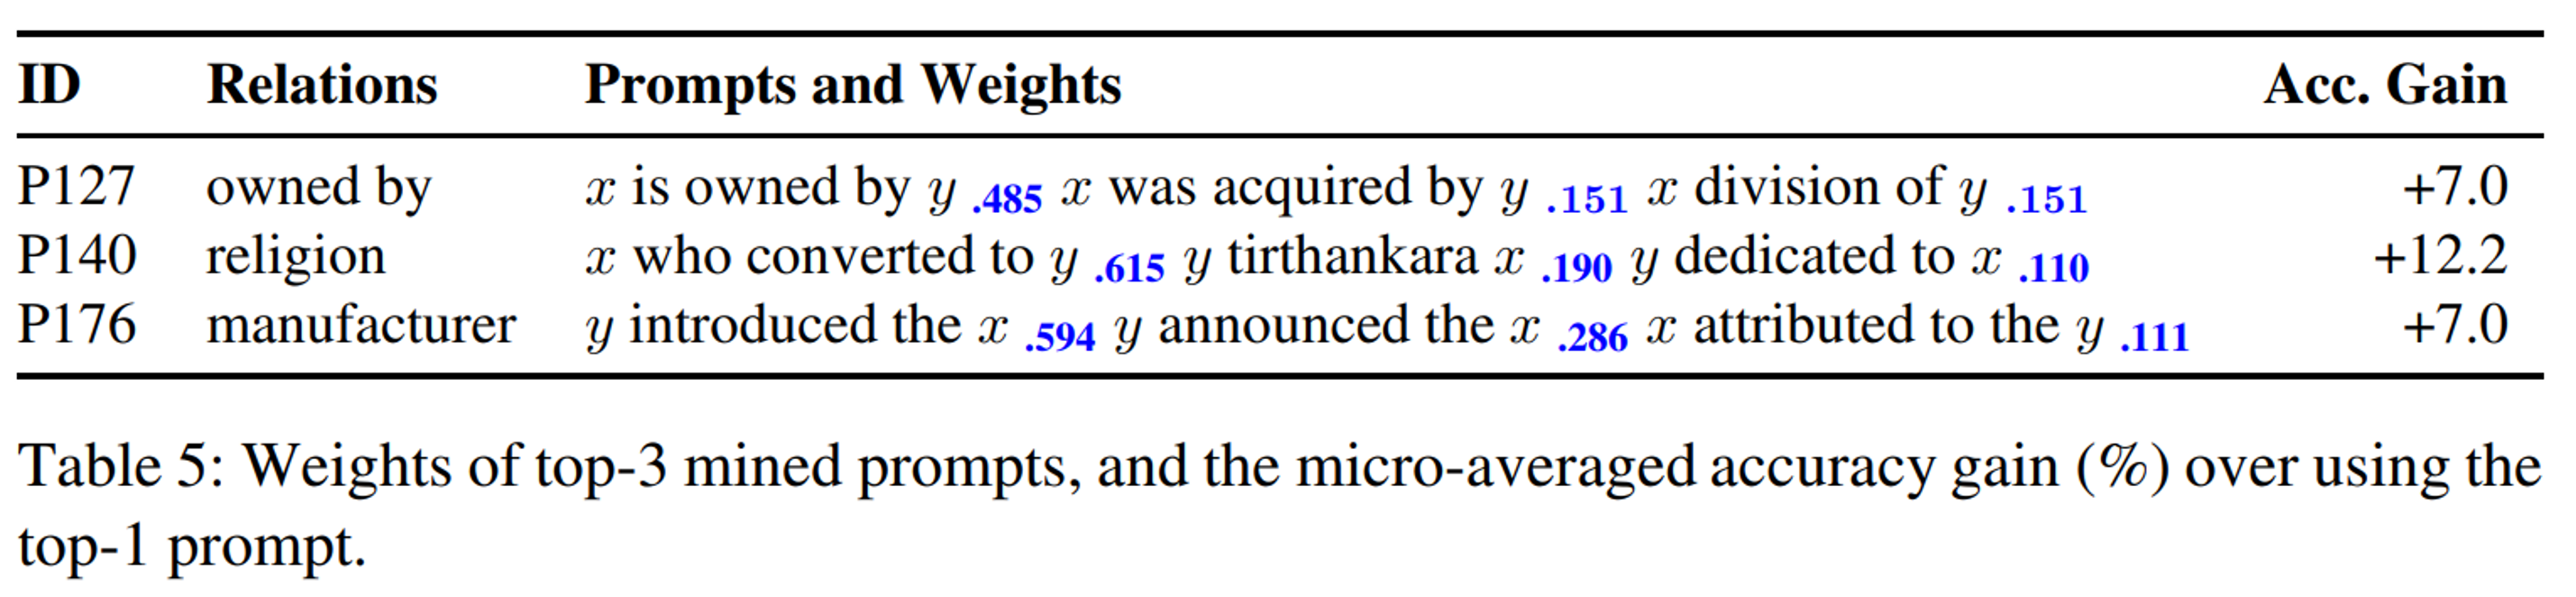 ID Relations Prompts and Weights Acc. Gain
P127 owned by x is owned by y .485 x was acquired by y .151 x division of y .151 +7.0
P140 religion x who converted to y .615 y tirthankara x .190 y dedicated to x .110 +12.2
P176 manufacturer y introduced the x .594 y announced the x .286 x attributed to the y .111 +7.0
Table 5: Weights of top-3 mined prompts, and the micro-averaged accuracy gain (%) over using the
top-1 prompt.